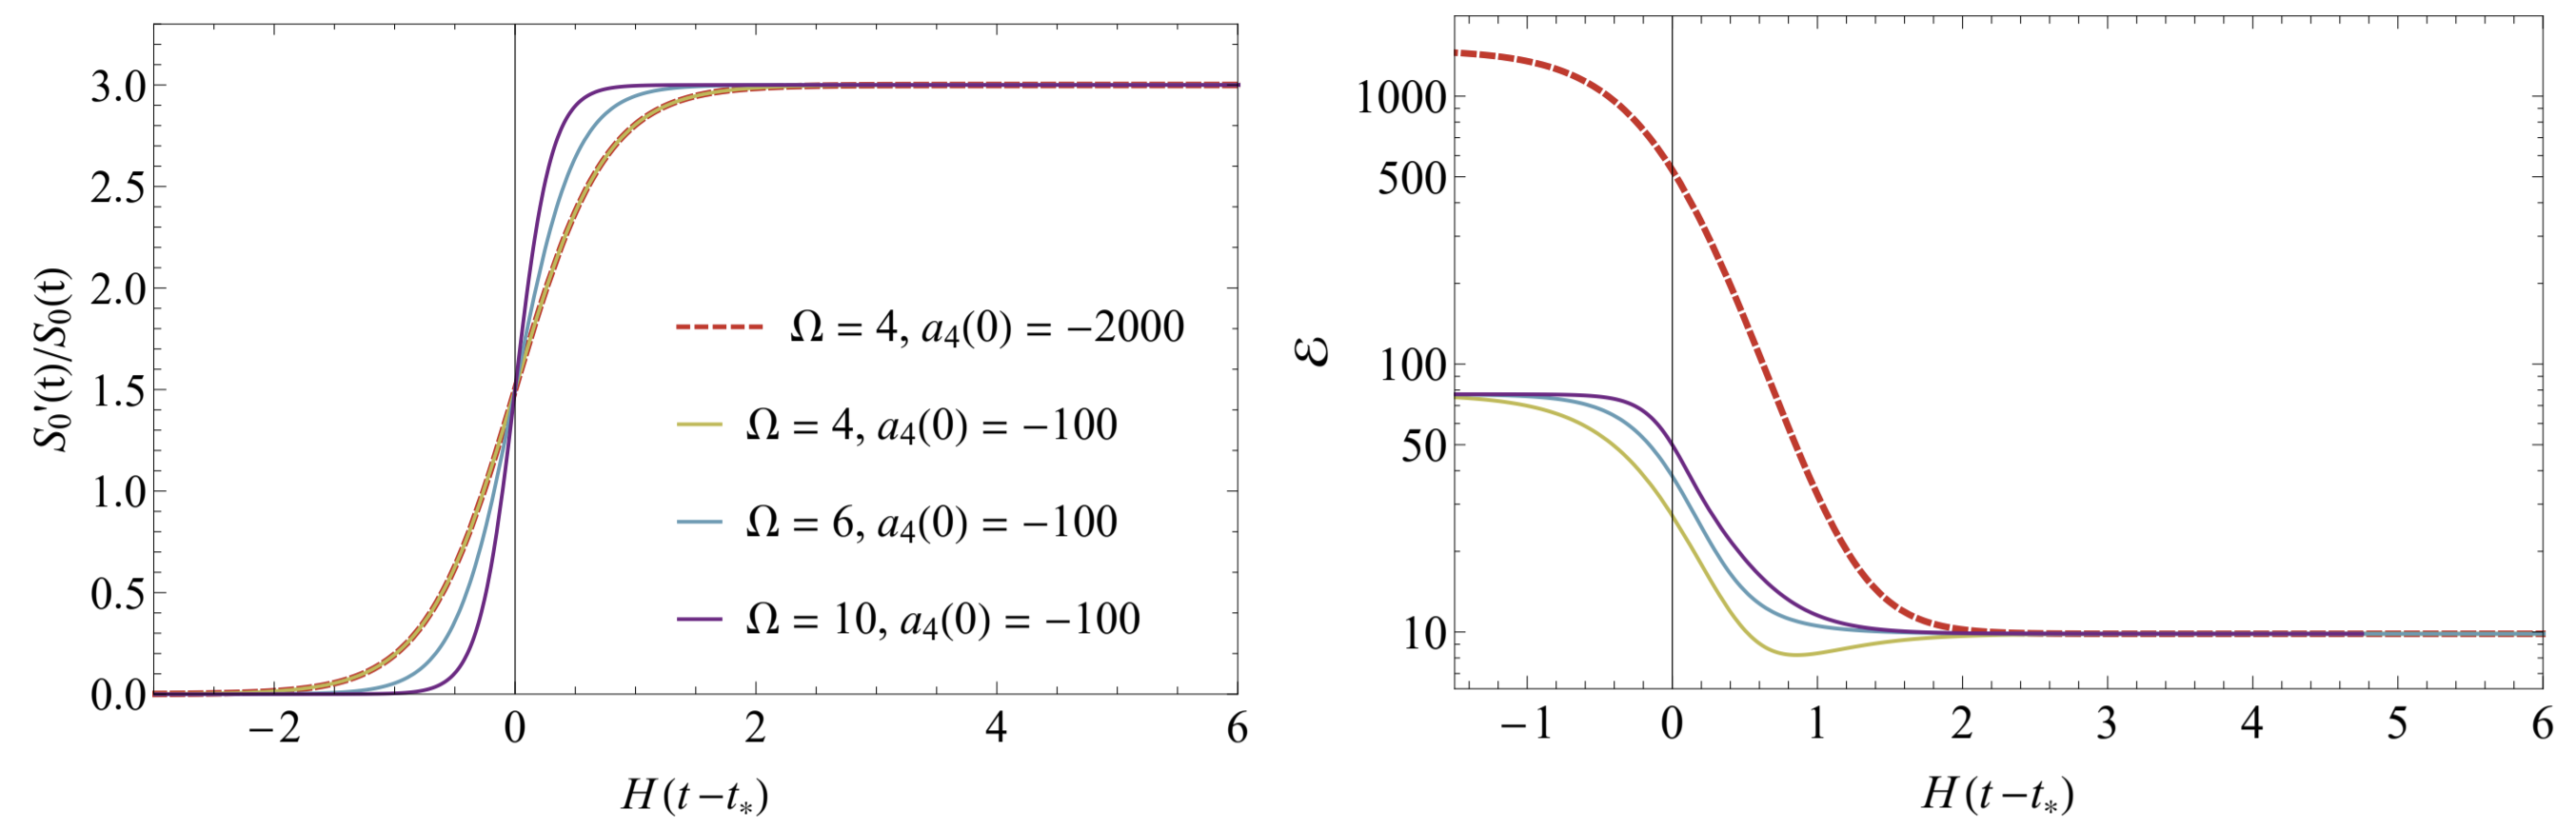 S₀'(t)/S₀(t)
3.0
2.5
2.0
1.5
1.0
0.5
0.0
−2 0 2 4 6
H(t−t*)
Ω = 4, a₄(0) = −2000
Ω = 4, a₄(0) = −100
Ω = 6, a₄(0) = −100
Ω = 10, a₄(0) = −100
ℰ
1000
500
100
50
10
−1 0 1 2 3 4 5 6
H(t−t*)